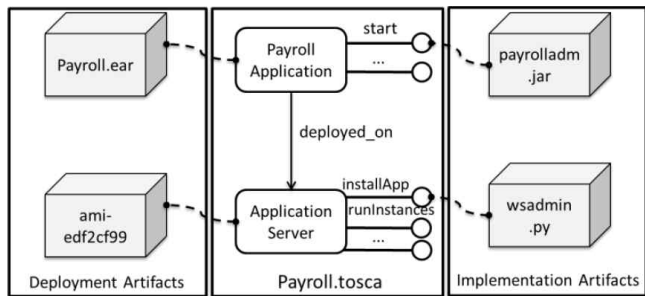 Payroll.ear
ami-
edf2cf99
Deployment Artifacts
Payroll
Application
start
...
deployed_on
installApp
Application
Server
runInstances
...
Payroll.tosca
payrolladm
.jar
wsadmin
.py
Implementation Artifacts